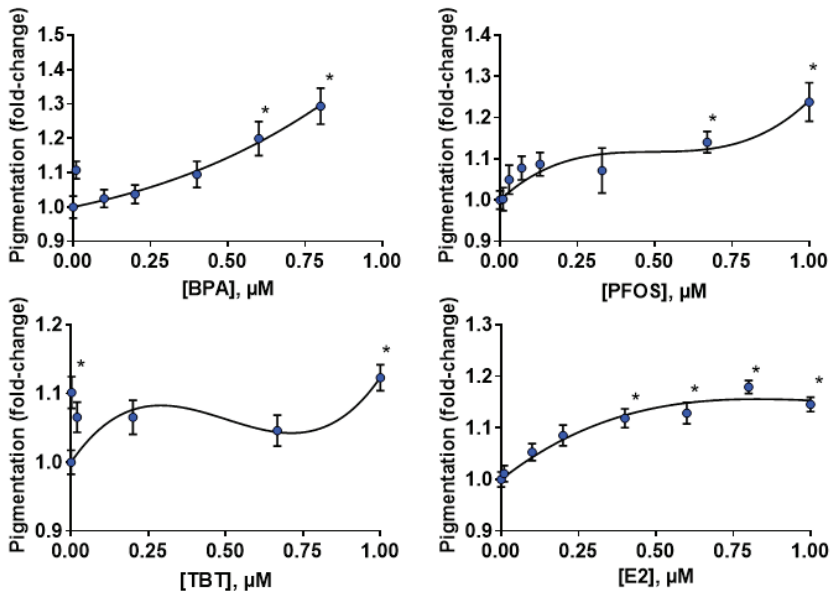 Pigmentation (fold-change)
1.5
1.4
1.3
1.2
1.1
1.0
0.9
* *
0.00 0.25 0.50 0.75 1.00
[BPA], µM
Pigmentation (fold-change)
1.4
1.3
1.2
1.1
1.0
0.9
* *
0.00 0.25 0.50 0.75 1.00
[PFOS], µM
Pigmentation (fold-change)
1.2
1.1
1.0
0.9
* *
0.00 0.25 0.50 0.75 1.00
[TBT], µM
Pigmentation (fold-change)
1.3
1.2
1.1
1.0
0.9
* * * *
0.00 0.25 0.50 0.75 1.00
[E2], µM